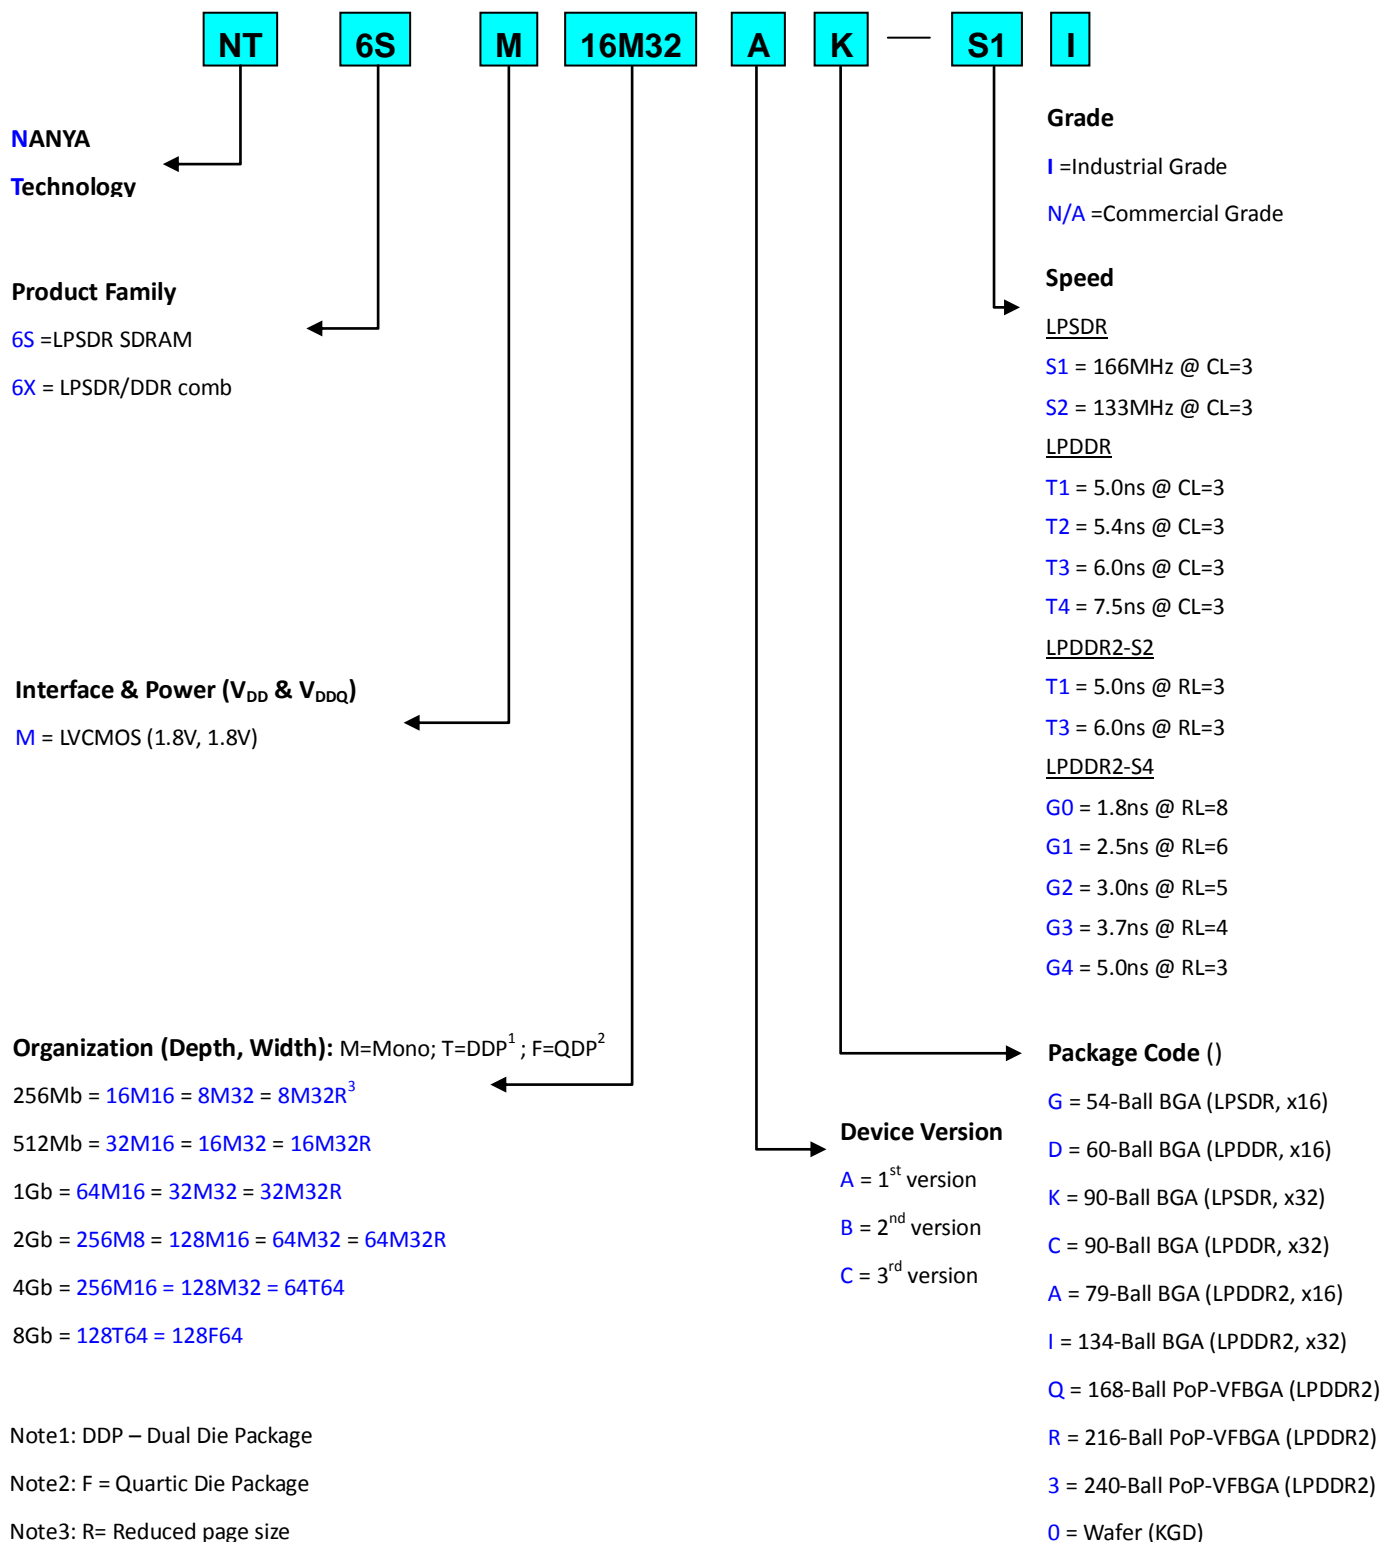 NT 6S M 16M32 A K — S1 I
NANYA
Technology
Product Family
6S =LPSDR SDRAM
6X = LPSDR/DDR comb
Interface & Power (VDD & VDDQ)
M = LVCMOS (1.8V, 1.8V)
Organization (Depth, Width): M=Mono; T=DDP1 ; F=QDP2
256Mb = 16M16 = 8M32 = 8M32R3
512Mb = 32M16 = 16M32 = 16M32R
1Gb = 64M16 = 32M32 = 32M32R
2Gb = 256M8 = 128M16 = 64M32 = 64M32R
4Gb = 256M16 = 128M32 = 64T64
8Gb = 128T64 = 128F64
Note1: DDP – Dual Die Package
Note2: F = Quartic Die Package
Note3: R= Reduced page size
Device Version
A = 1st version
B = 2nd version
C = 3rd version
Grade
I =Industrial Grade
N/A =Commercial Grade
Speed
LPSDR
S1 = 166MHz @ CL=3
S2 = 133MHz @ CL=3
LPDDR
T1 = 5.0ns @ CL=3
T2 = 5.4ns @ CL=3
T3 = 6.0ns @ CL=3
T4 = 7.5ns @ CL=3
LPDDR2-S2
T1 = 5.0ns @ RL=3
T3 = 6.0ns @ RL=3
LPDDR2-S4
G0 = 1.8ns @ RL=8
G1 = 2.5ns @ RL=6
G2 = 3.0ns @ RL=5
G3 = 3.7ns @ RL=4
G4 = 5.0ns @ RL=3
Package Code ()
G = 54-Ball BGA (LPSDR, x16)
D = 60-Ball BGA (LPDDR, x16)
K = 90-Ball BGA (LPSDR, x32)
C = 90-Ball BGA (LPDDR, x32)
A = 79-Ball BGA (LPDDR2, x16)
I = 134-Ball BGA (LPDDR2, x32)
Q = 168-Ball PoP-VFBGA (LPDDR2)
R = 216-Ball PoP-VFBGA (LPDDR2)
3 = 240-Ball PoP-VFBGA (LPDDR2)
0 = Wafer (KGD)